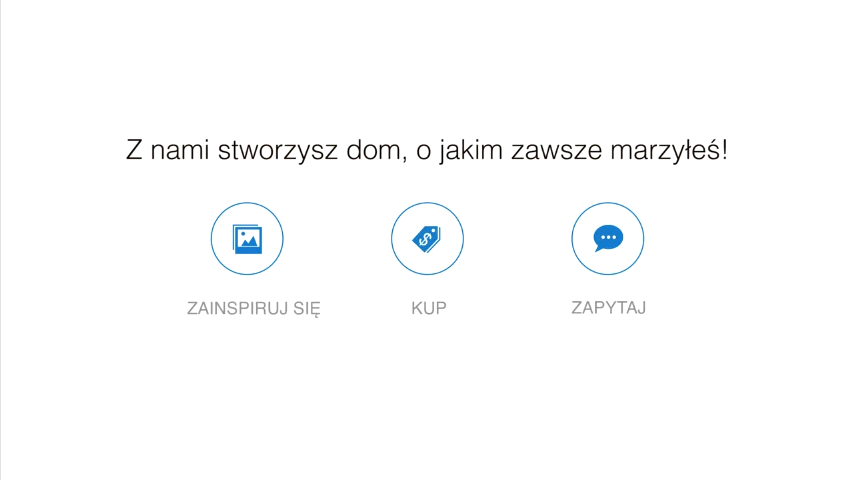 Z nami stworzysz dom, o jakim zawsze marzyłeś!
ZAINSPIRUJ SIĘ
KUP
ZAPYTAJ